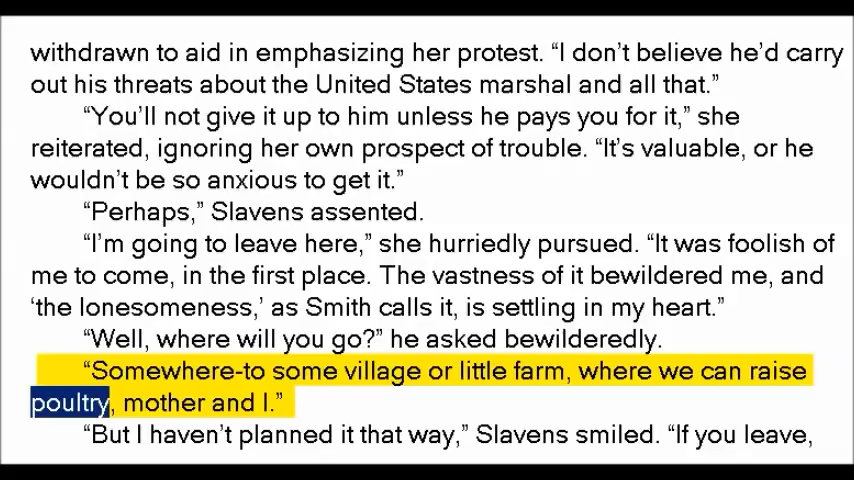 withdrawn to aid in emphasizing her protest. “I don’t believe he’d carry
out his threats about the United States marshal and all that.”
“You’ll not give it up to him unless he pays you for it,” she
reiterated, ignoring her own prospect of trouble. “It’s valuable, or he
wouldn’t be so anxious to get it.”
“Perhaps,” Slavens assented.
“I’m going to leave here,” she hurriedly pursued. “It was foolish of
me to come, in the first place. The vastness of it bewildered me, and
‘the lonesomeness,’ as Smith calls it, is settling in my heart.”
“Well, where will you go?” he asked bewilderedly.
“Somewhere-to some village or little farm, where we can raise
poultry, mother and I.”
“But I haven’t planned it that way,” Slavens smiled. “If you leave,